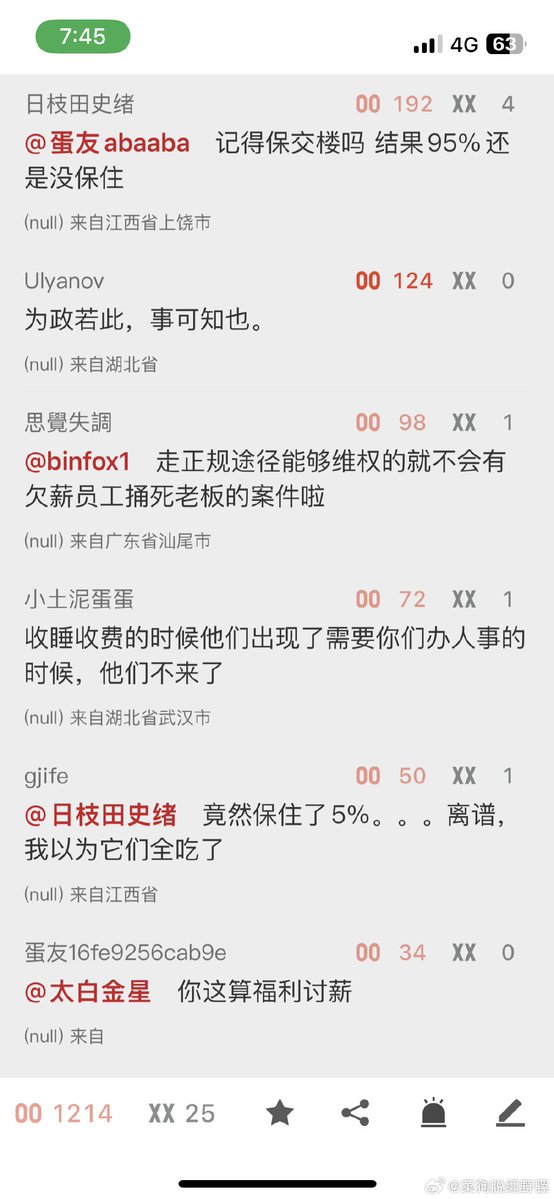 7:45 4G 63
日枝田史绪 OO 192 XX 4
@蛋友abaaba 记得保交楼吗 结果95%还
是没保住
(null) 来自江西省上饶市
Ulyanov OO 124 XX 0
为政若此，事可知也。
(null) 来自湖北省
思覺失調 OO 98 XX 1
@binfox1 走正规途径能够维权的就不会有
欠薪员工捅死老板的案件啦
(null) 来自广东省汕尾市
小土泥蛋蛋 OO 72 XX 1
收睡收费的时候他们出现了需要你们办人事的
时候，他们不来了
(null) 来自湖北省武汉市
gjife OO 50 XX 1
@日枝田史绪 竟然保住了5%。。。离谱，
我以为它们全吃了
(null) 来自江西省
蛋友16fe9256cab9e OO 34 XX 0
@太白金星 你这算福利讨薪
(null) 来自
OO 1214 XX 25